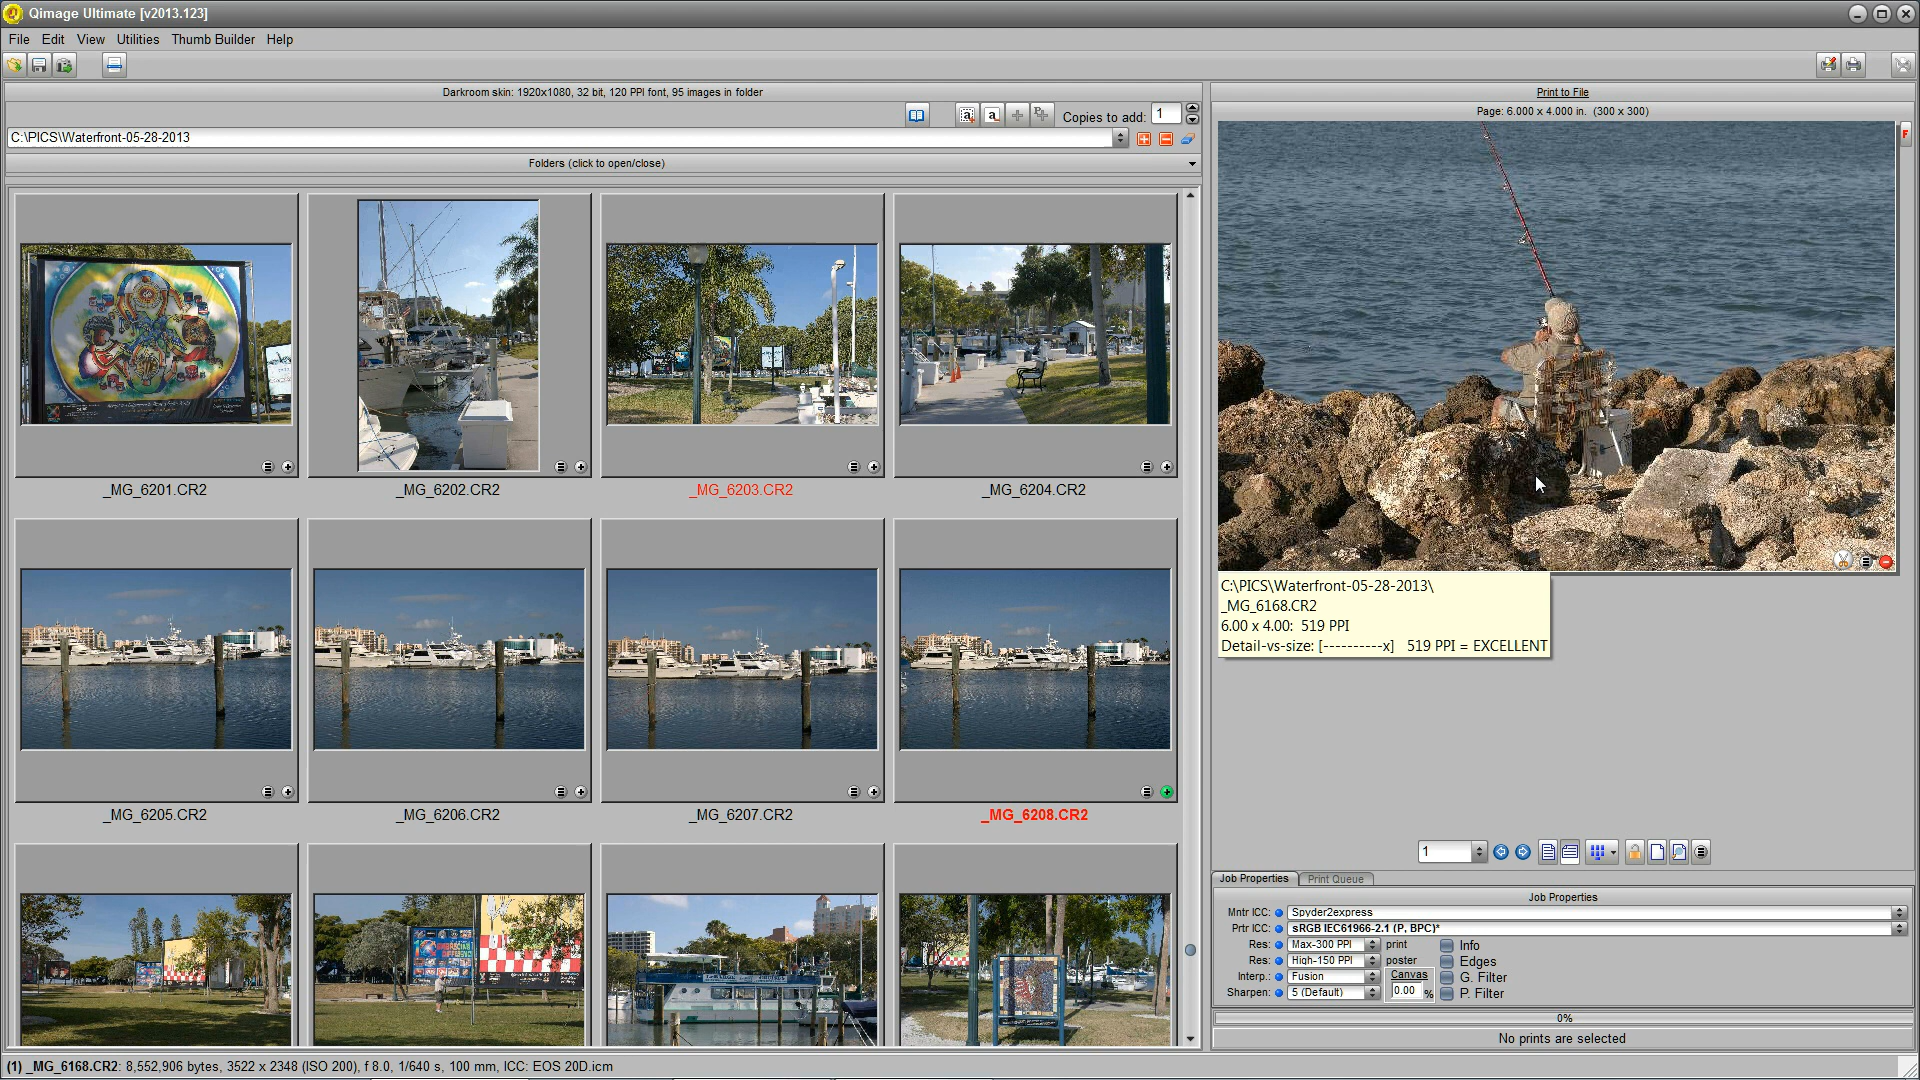 Qimage Ultimate [v2013.123]
File Edit View Utilities Thumb Builder Help
Darkroom skin: 1920x1080, 32 bit, 120 PPI font, 95 images in folder
Copies to add: 1
C:\PICS\Waterfront-05-28-2013
Folders (click to open/close)
_MG_6201.CR2
_MG_6202.CR2
_MG_6203.CR2
_MG_6204.CR2
_MG_6205.CR2
_MG_6206.CR2
_MG_6207.CR2
_MG_6208.CR2
Print to File
Page: 6.000 x 4.000 in. (300 x 300)
F
C:\PICS\Waterfront-05-28-2013\
_MG_6168.CR2
6.00 x 4.00: 519 PPI
Detail-vs-size: [----------x] 519 PPI = EXCELLENT
1
Job Properties Print Queue
Job Properties
Mntr ICC: Spyder2express
Prtr ICC: sRGB IEC61966-2.1 (P, BPC)*
Res: Max-300 PPI print Info
Res: High-150 PPI poster Edges
Interp.: Fusion Canvas G. Filter
Sharpen: 5 (Default) 0.00 % P. Filter
0%
No prints are selected
(1) _MG_6168.CR2: 8,552,906 bytes, 3522 x 2348 (ISO 200), f 8.0, 1/640 s, 100 mm, ICC: EOS 20D.icm